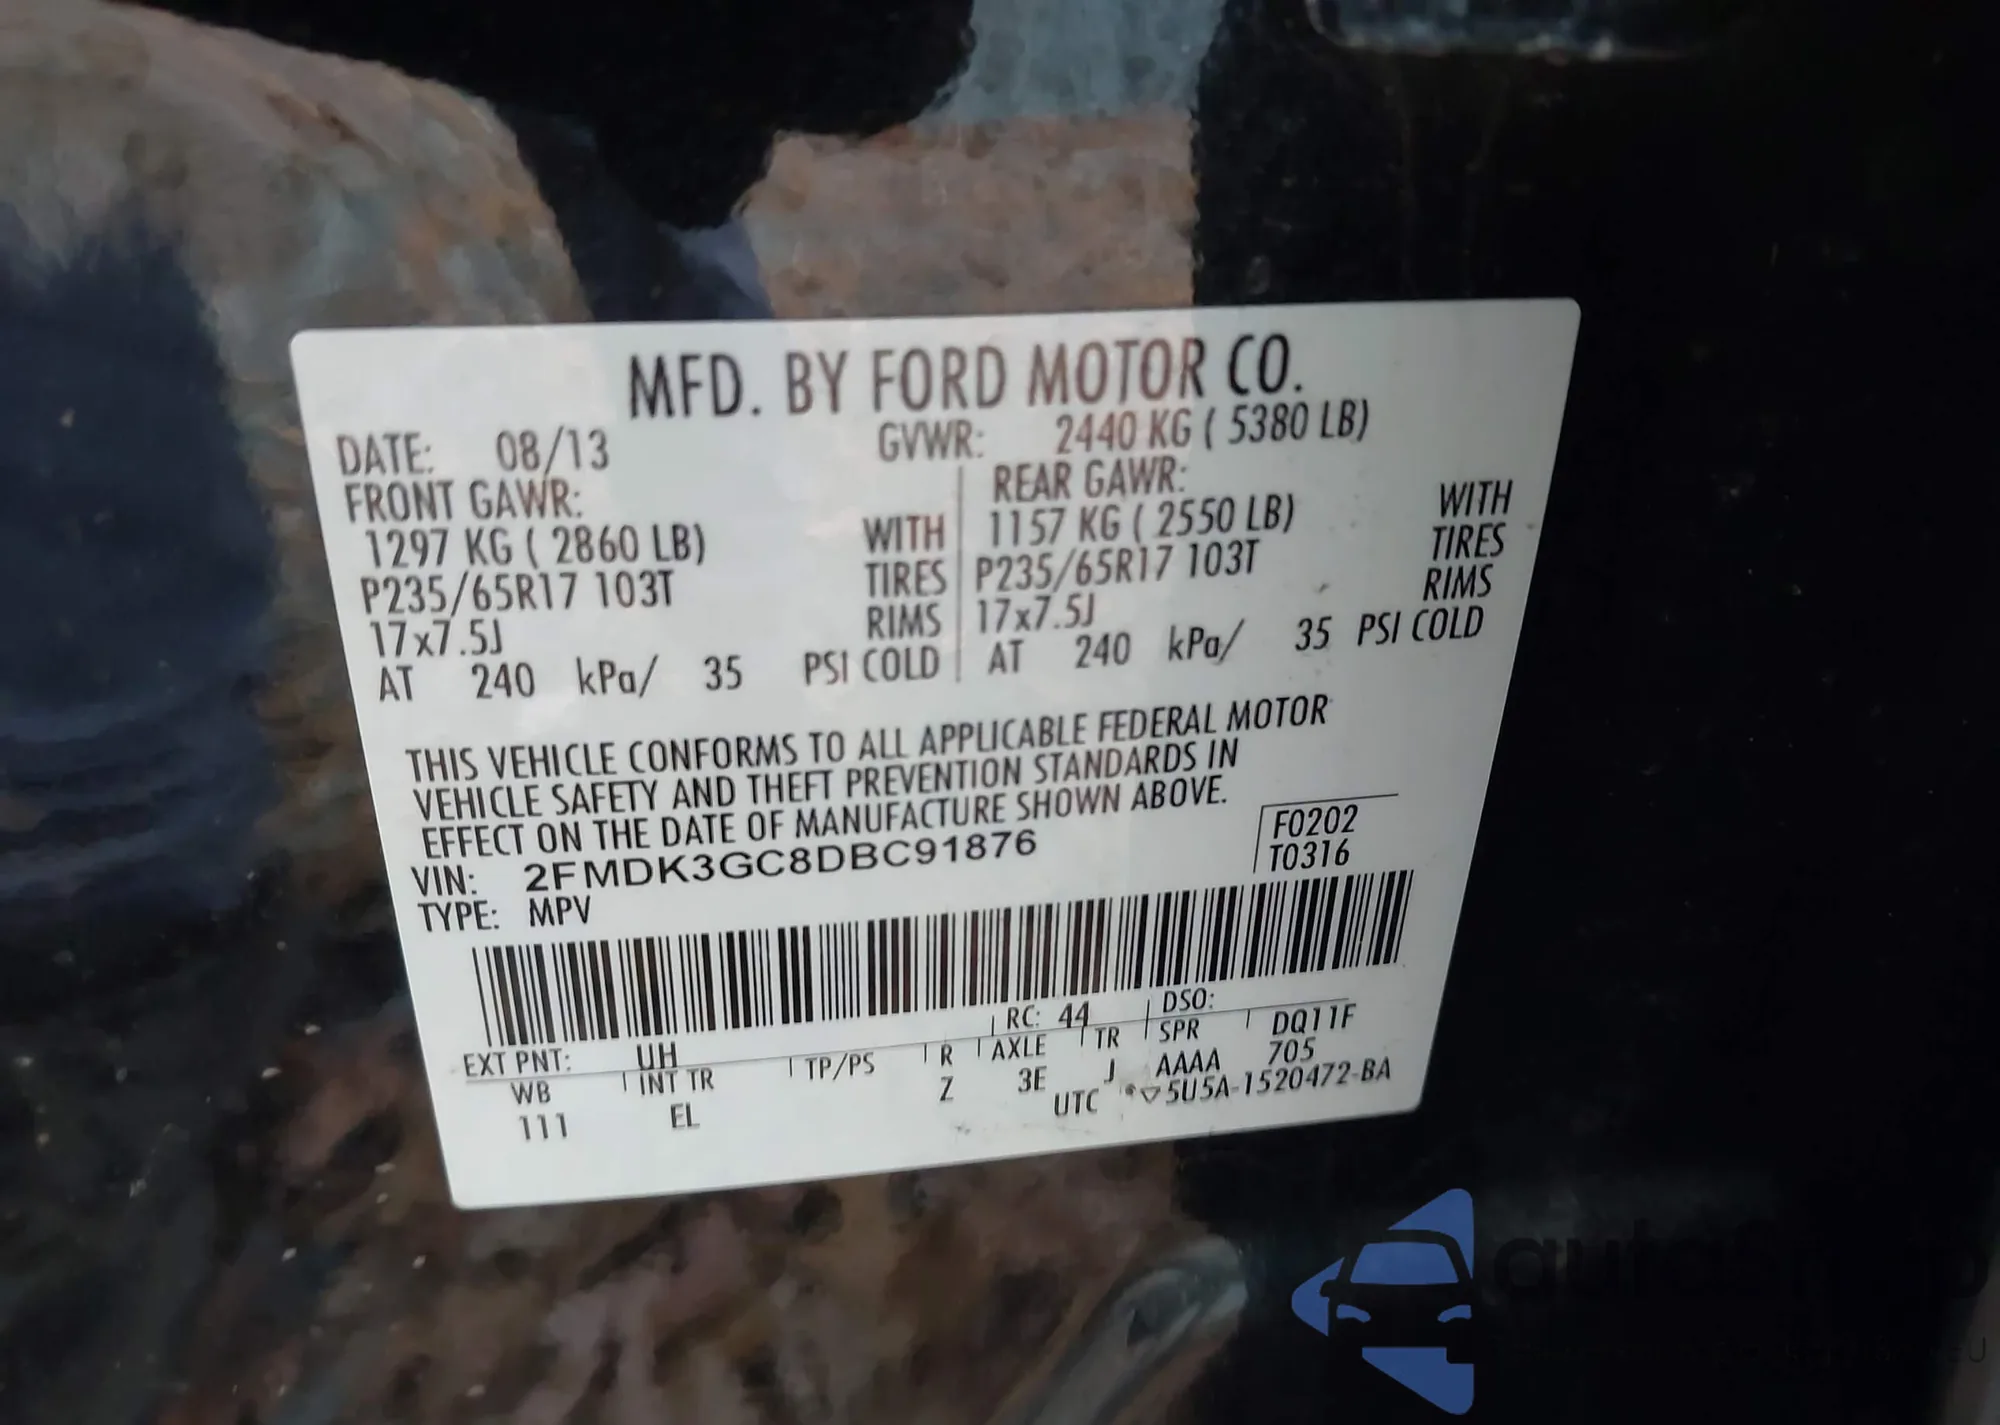 MFD. BY FORD MOTOR CO.
DATE: 08/13 GVWR: 2440 KG ( 5380 LB)
FRONT GAWR: REAR GAWR:
1297 KG ( 2860 LB) WITH 1157 KG ( 2550 LB) WITH
P235/65R17 103T TIRES P235/65R17 103T TIRES
17x7.5J RIMS 17x7.5J RIMS
AT 240 kPa/ 35 PSI COLD AT 240 kPa/ 35 PSI COLD
THIS VEHICLE CONFORMS TO ALL APPLICABLE FEDERAL MOTOR
VEHICLE SAFETY AND THEFT PREVENTION STANDARDS IN
EFFECT ON THE DATE OF MANUFACTURE SHOWN ABOVE.
VIN: 2FMDK3GC8DBC91876 F0202
TYPE: MPV T0316
EXT PNT: UH RC: 44 DSO:
WB INT TR TP/PS R AXLE TR SPR DQ11F
111 EL Z 3E J AAAA 705
UTC 5U5A-1520472-BA